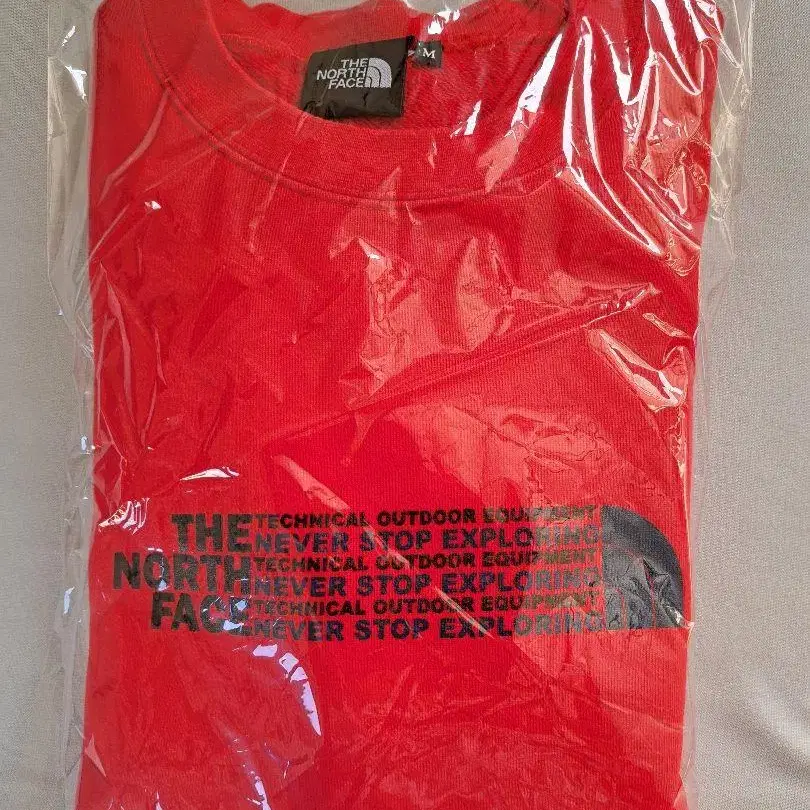 THE
NORTH
FACE
M
THE TECHNICAL OUTDOOR EQUIPMENT
NEVER STOP EXPLORING
NORTH TECHNICAL OUTDOOR EQUIPMENT
NEVER STOP EXPLORING
FACE TECHNICAL OUTDOOR EQUIPMENT
NEVER STOP EXPLORING